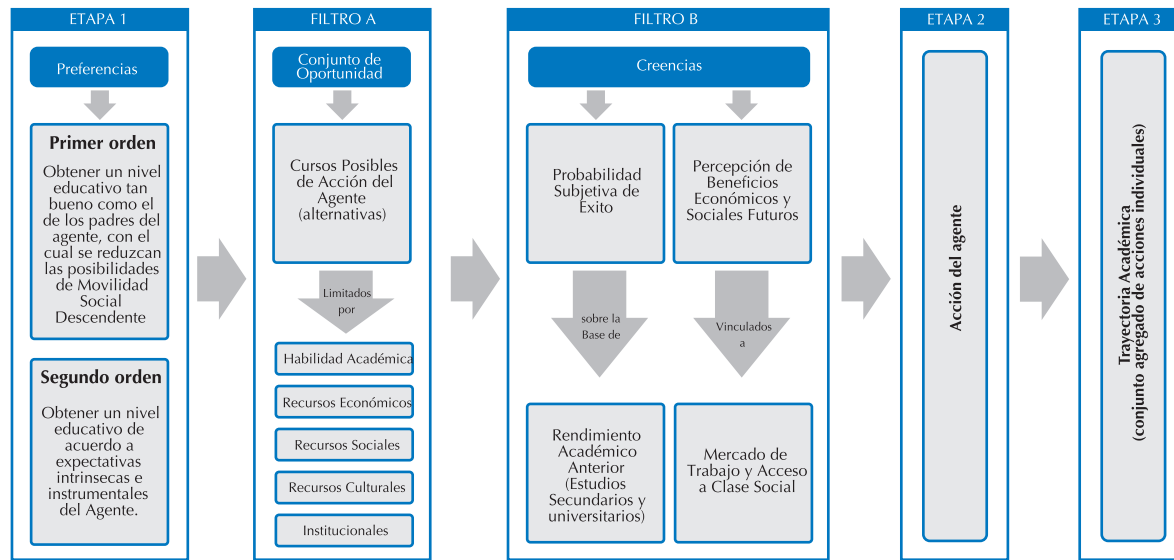 ETAPA 1
Preferencias
Primer orden
Obtener un nivel
educativo tan
bueno como el
de los padres del
agente, con el
cual se reduzcan
las posibilidades
de Movilidad
Social
Descendente
Segundo orden
Obtener un nivel
educativo de
acuerdo a
expectativas
intrinsecas e
instrumentales
del Agente.
FILTRO A
Conjunto de
Oportunidad
Cursos Posibles
de Acción del
Agente
(alternativas)
Limitados
por
Habilidad Académica
Recursos Económicos
Recursos Sociales
Recursos Culturales
Institucionales
FILTRO B
Creencias
Probabilidad
Subjetiva de
Exito
sobre la
Base de
Rendimiento
Académico
Anterior
(Estudios
Secundarios y
universitarios)
Percepción de
Beneficios
Económicos y
Sociales Futuros
Vinculados
a
Mercado de
Trabajo y Acceso
a Clase Social
ETAPA 2
Acción del agente
ETAPA 3
Trayectoria Académica
(conjunto agregado de acciones individuales)